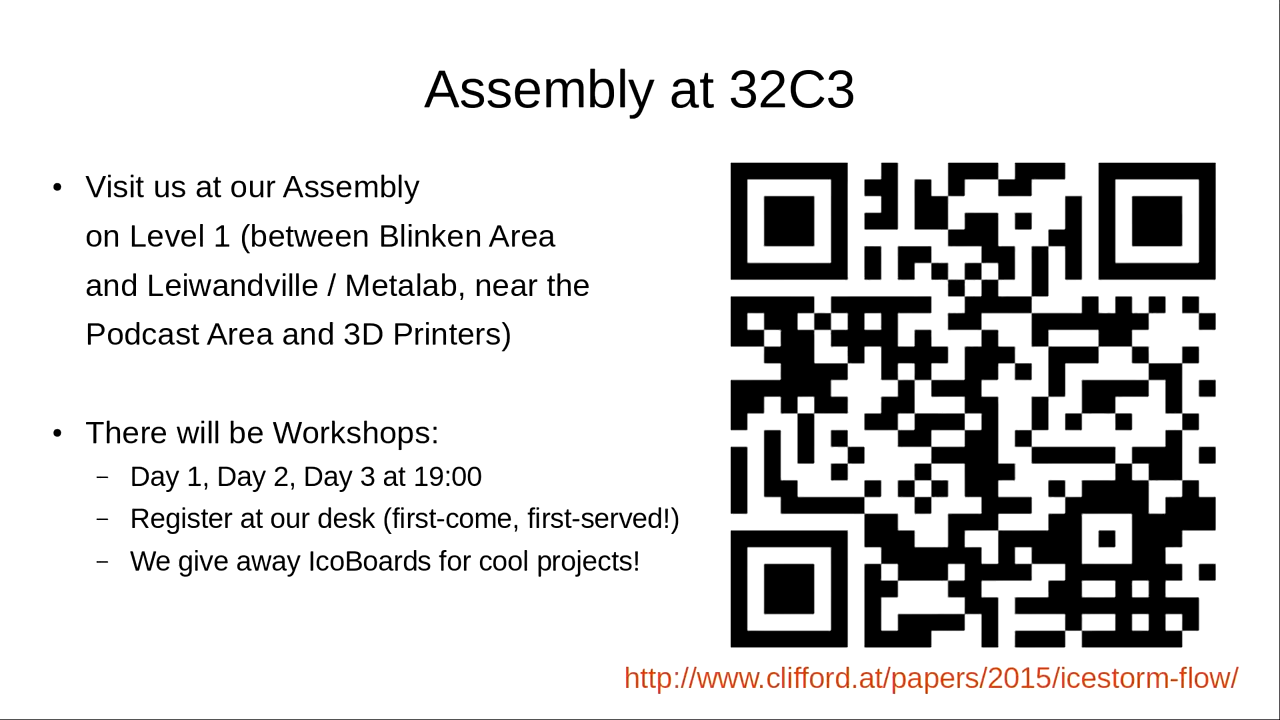 Assembly at 32C3
• Visit us at our Assembly
on Level 1 (between Blinken Area
and Leiwandville / Metalab, near the
Podcast Area and 3D Printers)
• There will be Workshops:
– Day 1, Day 2, Day 3 at 19:00
– Register at our desk (first-come, first-served!)
– We give away IcoBoards for cool projects!
http://www.clifford.at/papers/2015/icestorm-flow/